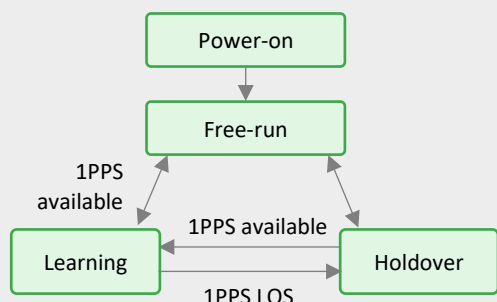 Power-on
Free-run
1PPS
available
1PPS available
Learning
Holdover
1PPS LOS